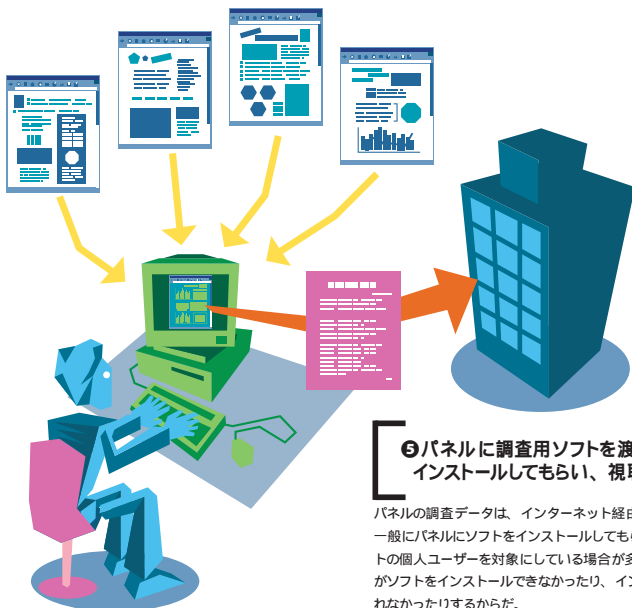 ❺パネルに調査用ソフトを渡
インストールしてもらい、視聴
パネルの調査データは、インターネット経由
一般にパネルにソフトをインストールしてもら
トの個人ユーザーを対象にしている場合が多
がソフトをインストールできなかったり、イン
れなかったりするからだ。